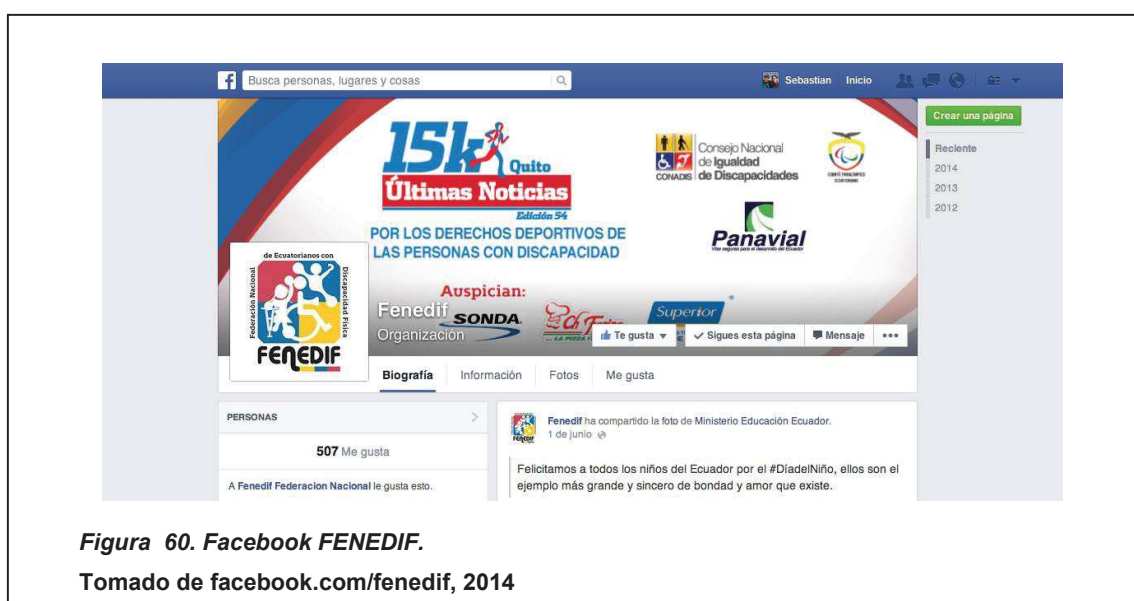 Busca personas, lugares y cosas
Sebastian Inicio
Crear una página
Reciente
2014
2013
2012
15k
Quito
Últimas Noticias
Edición 54
POR LOS DERECHOS DEPORTIVOS DE
LAS PERSONAS CON DISCAPACIDAD
CONADIS
Consejo Nacional
de Igualdad
de Discapacidades
COMITÉ PARALÍMPICO
ECUATORIANO
Panavial
Auspician:
SONDA
Superior
de Ecuatorianos con
Federación Nacional
Discapacidad Física
FENEDIF
Fenedif
Organización
Te gusta
Sigues esta página
Mensaje
Biografía Información Fotos Me gusta
PERSONAS
507 Me gusta
A Fenedif Federacion Nacional le gusta esto.
FENEDIF
Fenedif ha compartido la foto de Ministerio Educación Ecuador.
1 de junio
Felicitamos a todos los niños del Ecuador por el #DíadelNiño, ellos son el
ejemplo más grande y sincero de bondad y amor que existe.
Figura 60. Facebook FENEDIF.
Tomado de facebook.com/fenedif, 2014